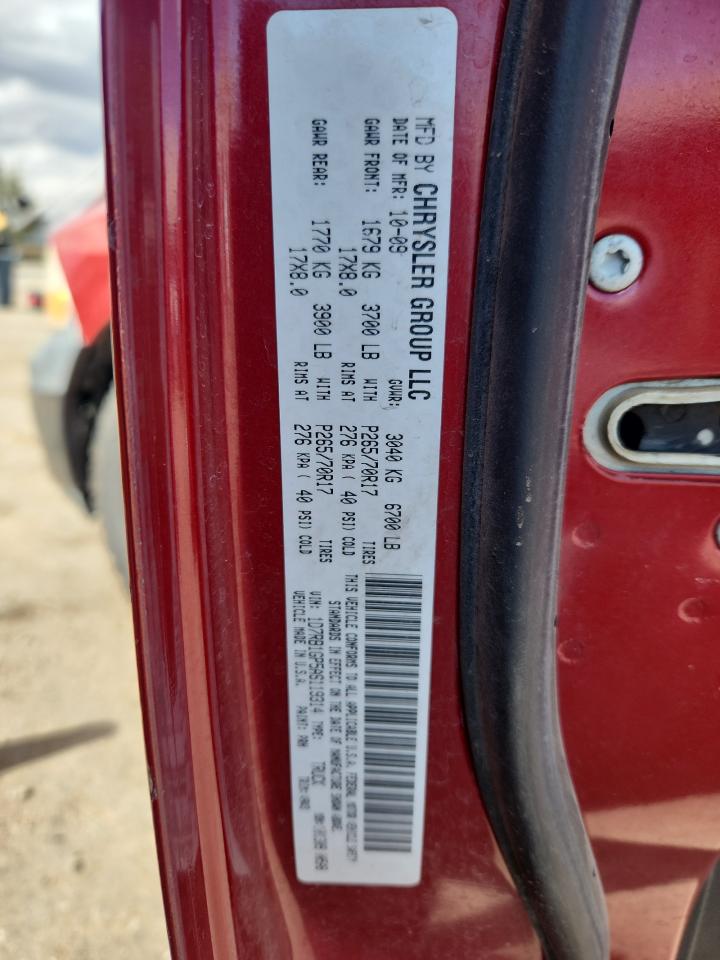 MFD BY CHRYSLER GROUP LLC
DATE OF MFR: 10-09 GVWR: 3040 KG 6700 LB
GAWR FRONT: 1679 KG 3700 LB WITH P265/70R17 TIRES
17X8.0 RIMS AT 276 KPA ( 40 PSI) COLD
GAWR REAR: 1770 KG 3900 LB WITH P265/70R17 TIRES
17X8.0 RIMS AT 276 KPA ( 40 PSI) COLD
THIS VEHICLE CONFORMS TO ALL APPLICABLE U.S.A. FEDERAL MOTOR VEHICLE SAFETY
STANDARDS IN EFFECT ON THE DATE OF MANUFACTURE SHOWN ABOVE.
VIN: 1D7RB1GP5AS119314 TYPE: TRUCK
VEHICLE MADE IN U.S.A. PAINT: PRH